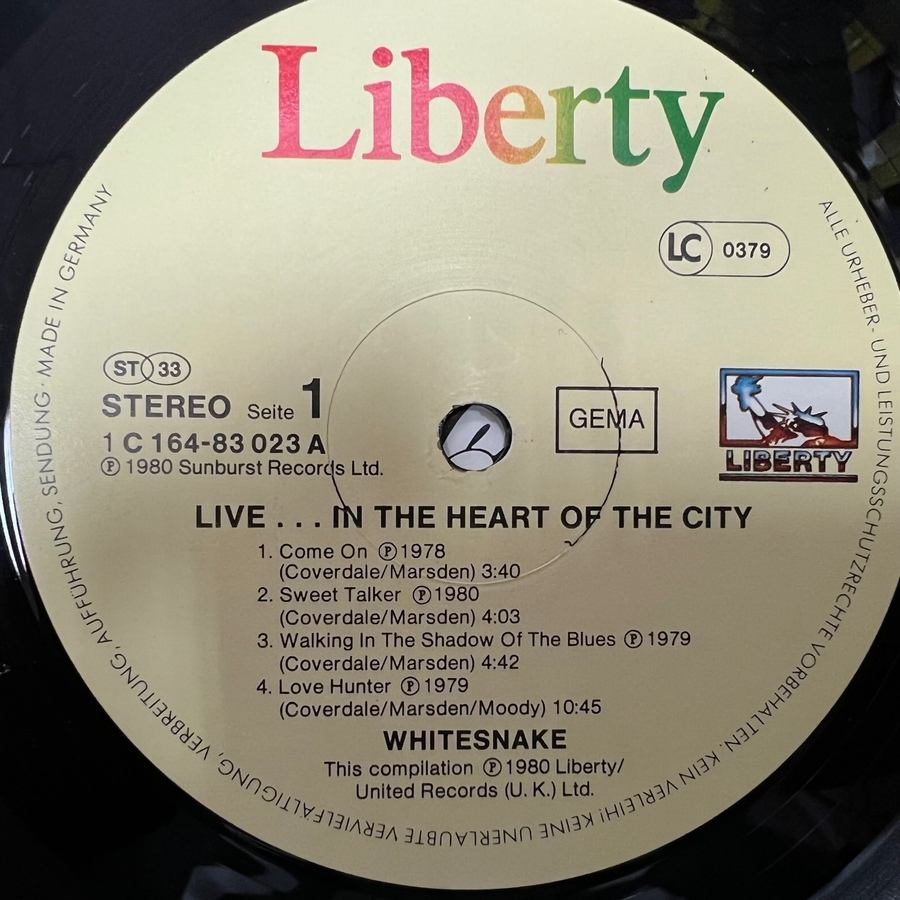 Liberty
LC 0379
ST 33
STEREO Seite 1
1 C 164-83 023 A
℗ 1980 Sunburst Records Ltd.
GEMA
LIBERTY
LIVE . . . IN THE HEART OF THE CITY
1. Come On ℗ 1978
(Coverdale/Marsden) 3:40
2. Sweet Talker ℗ 1980
(Coverdale/Marsden) 4:03
3. Walking In The Shadow Of The Blues ℗ 1979
(Coverdale/Marsden) 4:42
4. Love Hunter ℗ 1979
(Coverdale/Marsden/Moody) 10:45
WHITESNAKE
This compilation ℗ 1980 Liberty/
United Records (U. K.) Ltd.
ALLE URHEBER- UND LEISTUNGSSCHUTZRECHTE VORBEHALTEN. KEIN VERLEIH! KEINE UNERLAUBTE VERVIELFÄLTIGUNG, VERBREITUNG, AUFFÜHRUNG, SENDUNG · MADE IN GERMANY